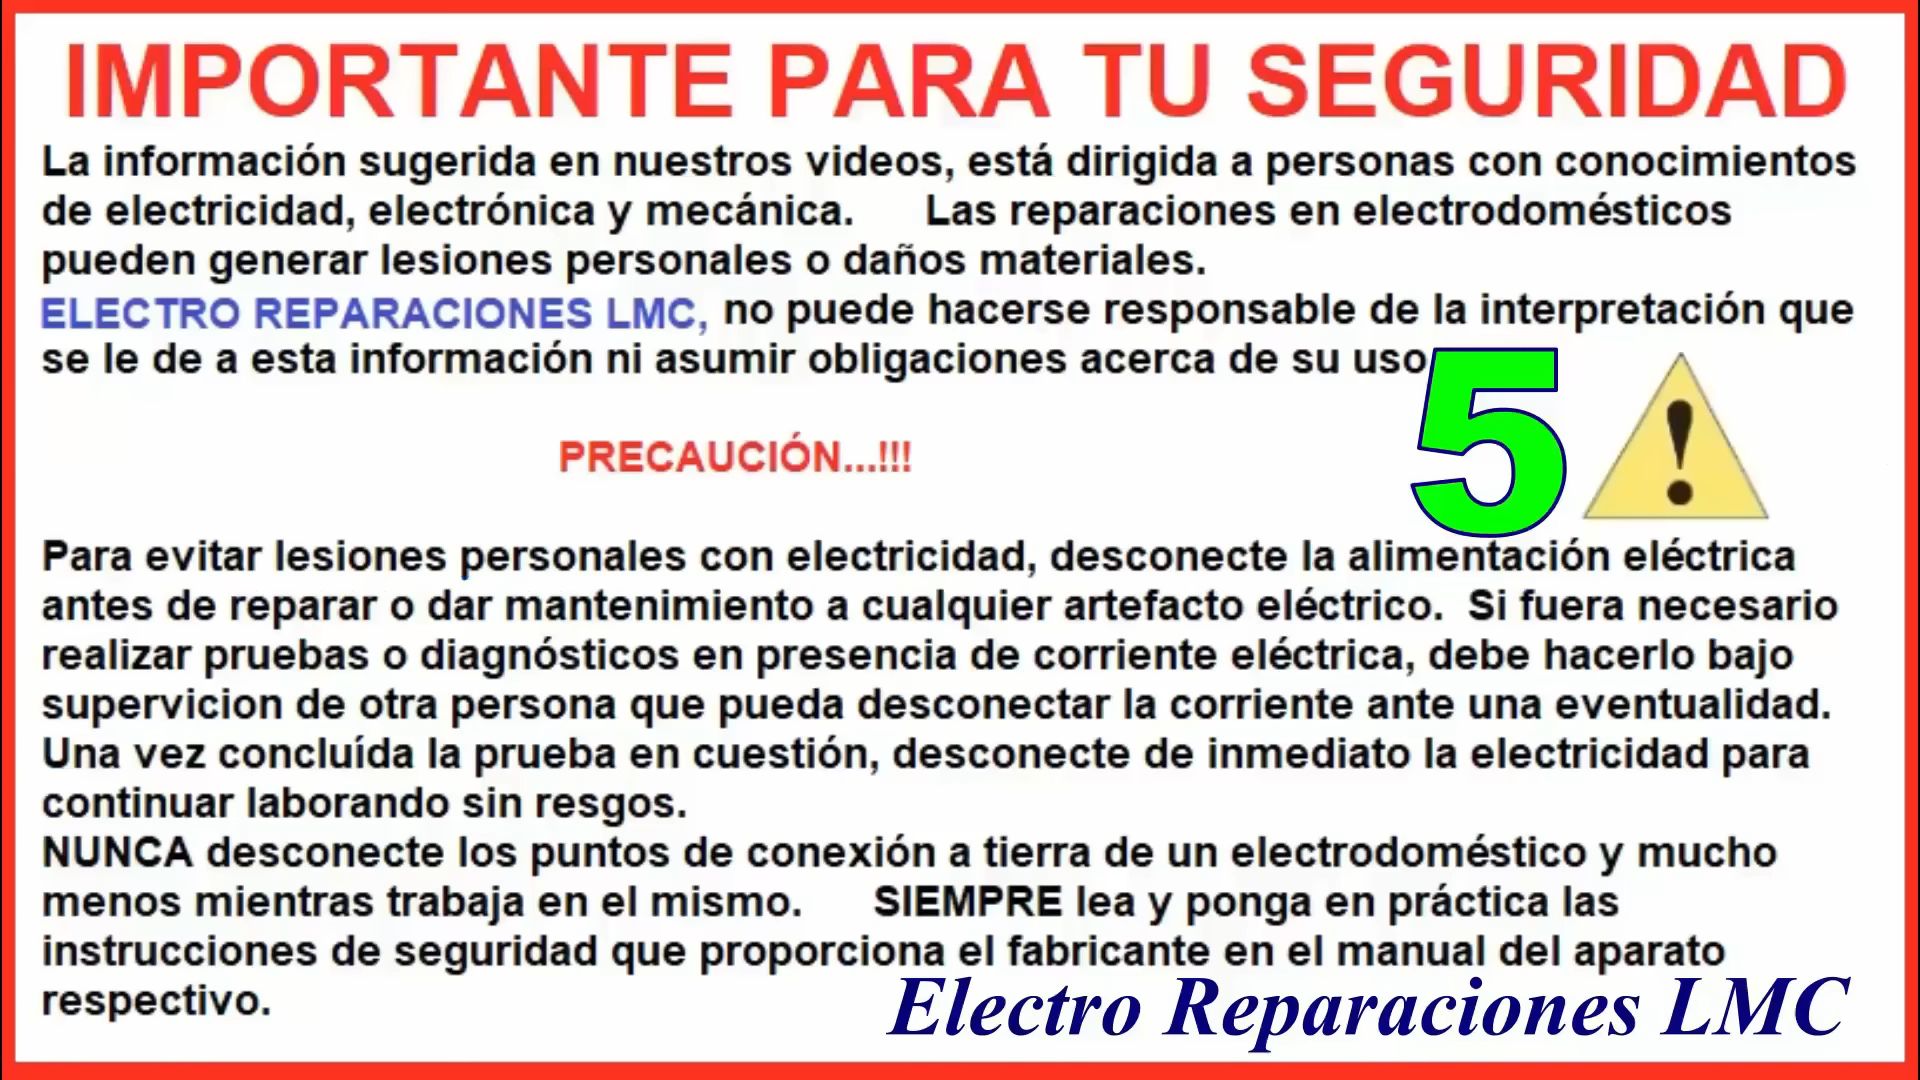 IMPORTANTE PARA TU SEGURIDAD
La información sugerida en nuestros videos, está dirigida a personas con conocimientos
de electricidad, electrónica y mecánica. Las reparaciones en electrodomésticos
pueden generar lesiones personales o daños materiales.
ELECTRO REPARACIONES LMC, no puede hacerse responsable de la interpretación que
se le de a esta información ni asumir obligaciones acerca de su uso
5
!
PRECAUCIÓN...!!!
Para evitar lesiones personales con electricidad, desconecte la alimentación eléctrica
antes de reparar o dar mantenimiento a cualquier artefacto eléctrico. Si fuera necesario
realizar pruebas o diagnósticos en presencia de corriente eléctrica, debe hacerlo bajo
supervicion de otra persona que pueda desconectar la corriente ante una eventualidad.
Una vez concluída la prueba en cuestión, desconecte de inmediato la electricidad para
continuar laborando sin resgos.
NUNCA desconecte los puntos de conexión a tierra de un electrodoméstico y mucho
menos mientras trabaja en el mismo. SIEMPRE lea y ponga en práctica las
instrucciones de seguridad que proporciona el fabricante en el manual del aparato
respectivo.
Electro Reparaciones LMC